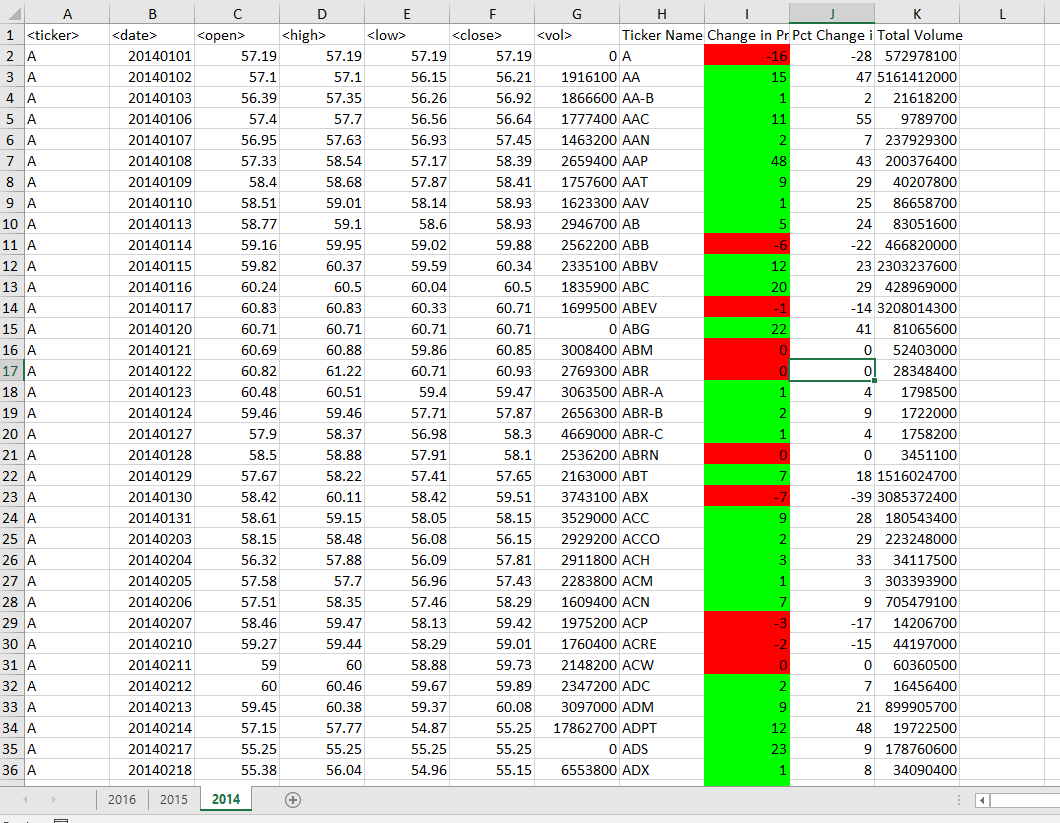 A B C D E F G H I J K L
1 <ticker> <date> <open> <high> <low> <close> <vol> Ticker Name Change in Pr Pct Change i Total Volume
2 A 20140101 57.19 57.19 57.19 57.19 0 A -16 -28 572978100
3 A 20140102 57.1 57.1 56.15 56.21 1916100 AA 15 47 5161412000
4 A 20140103 56.39 57.35 56.26 56.92 1866600 AA-B 1 2 21618200
5 A 20140106 57.4 57.7 56.56 56.64 1777400 AAC 11 55 9789700
6 A 20140107 56.95 57.63 56.93 57.45 1463200 AAN 2 7 237929300
7 A 20140108 57.33 58.54 57.17 58.39 2659400 AAP 48 43 200376400
8 A 20140109 58.4 58.68 57.87 58.41 1757600 AAT 9 29 40207800
9 A 20140110 58.51 59.01 58.14 58.93 1623300 AAV 1 25 86658700
10 A 20140113 58.77 59.1 58.6 58.93 2946700 AB 5 24 83051600
11 A 20140114 59.16 59.95 59.02 59.88 2562200 ABB -6 -22 466820000
12 A 20140115 59.82 60.37 59.59 60.34 2335100 ABBV 12 23 2303237600
13 A 20140116 60.24 60.5 60.04 60.5 1835900 ABC 20 29 428969000
14 A 20140117 60.83 60.83 60.33 60.71 1699500 ABEV -1 -14 3208014300
15 A 20140120 60.71 60.71 60.71 60.71 0 ABG 22 41 81065600
16 A 20140121 60.69 60.88 59.86 60.85 3008400 ABM 0 0 52403000
17 A 20140122 60.82 61.22 60.71 60.93 2769300 ABR 0 0 28348400
18 A 20140123 60.48 60.51 59.4 59.47 3063500 ABR-A 1 4 1798500
19 A 20140124 59.46 59.46 57.71 57.87 2656300 ABR-B 2 9 1722000
20 A 20140127 57.9 58.37 56.98 58.3 4669000 ABR-C 1 4 1758200
21 A 20140128 58.5 58.88 57.91 58.1 2536200 ABRN 0 0 3451100
22 A 20140129 57.67 58.22 57.41 57.65 2163000 ABT 7 18 1516024700
23 A 20140130 58.42 60.11 58.42 59.51 3743100 ABX -7 -39 3085372400
24 A 20140131 58.61 59.15 58.05 58.15 3529000 ACC 9 28 180543400
25 A 20140203 58.15 58.48 56.08 56.15 2929200 ACCO 2 29 223248000
26 A 20140204 56.32 57.88 56.09 57.81 2911800 ACH 3 33 34117500
27 A 20140205 57.58 57.7 56.96 57.43 2283800 ACM 1 3 303393900
28 A 20140206 57.51 58.35 57.46 58.29 1609400 ACN 7 9 705479100
29 A 20140207 58.46 59.47 58.13 59.42 1975200 ACP -3 -17 14206700
30 A 20140210 59.27 59.44 58.29 59.01 1760400 ACRE -2 -15 44197000
31 A 20140211 59 60 58.88 59.73 2148200 ACW 0 0 60360500
32 A 20140212 60 60.46 59.67 59.89 2347200 ADC 2 7 16456400
33 A 20140213 59.45 60.38 59.37 60.08 3097000 ADM 9 21 899905700
34 A 20140214 57.15 57.77 54.87 55.25 17862700 ADPT 12 48 19722500
35 A 20140217 55.25 55.25 55.25 55.25 0 ADS 23 9 178760600
36 A 20140218 55.38 56.04 54.96 55.15 6553800 ADX 1 8 34090400
2016 2015 2014